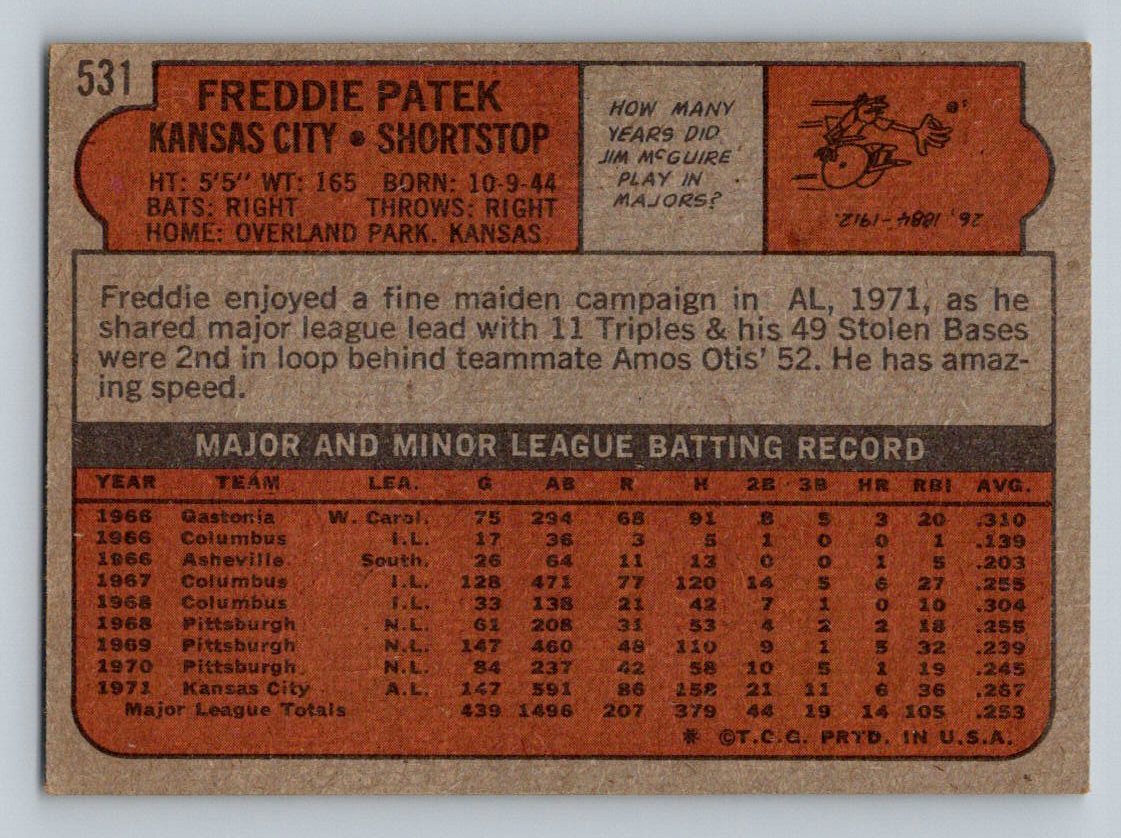 531
FREDDIE PATEK
KANSAS CITY • SHORTSTOP
HT: 5'5" WT: 165 BORN: 10-9-44
BATS: RIGHT THROWS: RIGHT
HOME: OVERLAND PARK, KANSAS
HOW MANY
YEARS DID
JIM McGUIRE
PLAY IN
MAJORS?
26, 1884-1912.
Freddie enjoyed a fine maiden campaign in AL, 1971, as he
shared major league lead with 11 Triples & his 49 Stolen Bases
were 2nd in loop behind teammate Amos Otis' 52. He has amaz-
ing speed.
MAJOR AND MINOR LEAGUE BATTING RECORD
YEAR TEAM LEA. G AB R H 2B 3B HR RBI AVG.
1966 Gastonia W. Carol. 75 294 68 91 8 5 3 20 .310
1966 Columbus I.L. 17 36 3 5 1 0 0 1 .139
1966 Asheville South. 26 64 11 13 0 0 1 5 .203
1967 Columbus I.L. 128 471 77 120 14 5 6 27 .255
1968 Columbus I.L. 33 138 21 42 7 1 0 10 .304
1968 Pittsburgh N.L. 61 208 31 53 4 2 2 18 .255
1969 Pittsburgh N.L. 147 460 48 110 9 1 5 32 .239
1970 Pittsburgh N.L. 84 237 42 58 10 5 1 19 .245
1971 Kansas City A.L. 147 591 86 158 21 11 6 36 .267
Major League Totals 439 1496 207 379 44 19 14 105 .253
* ©T.C.G. PRTD. IN U.S.A.